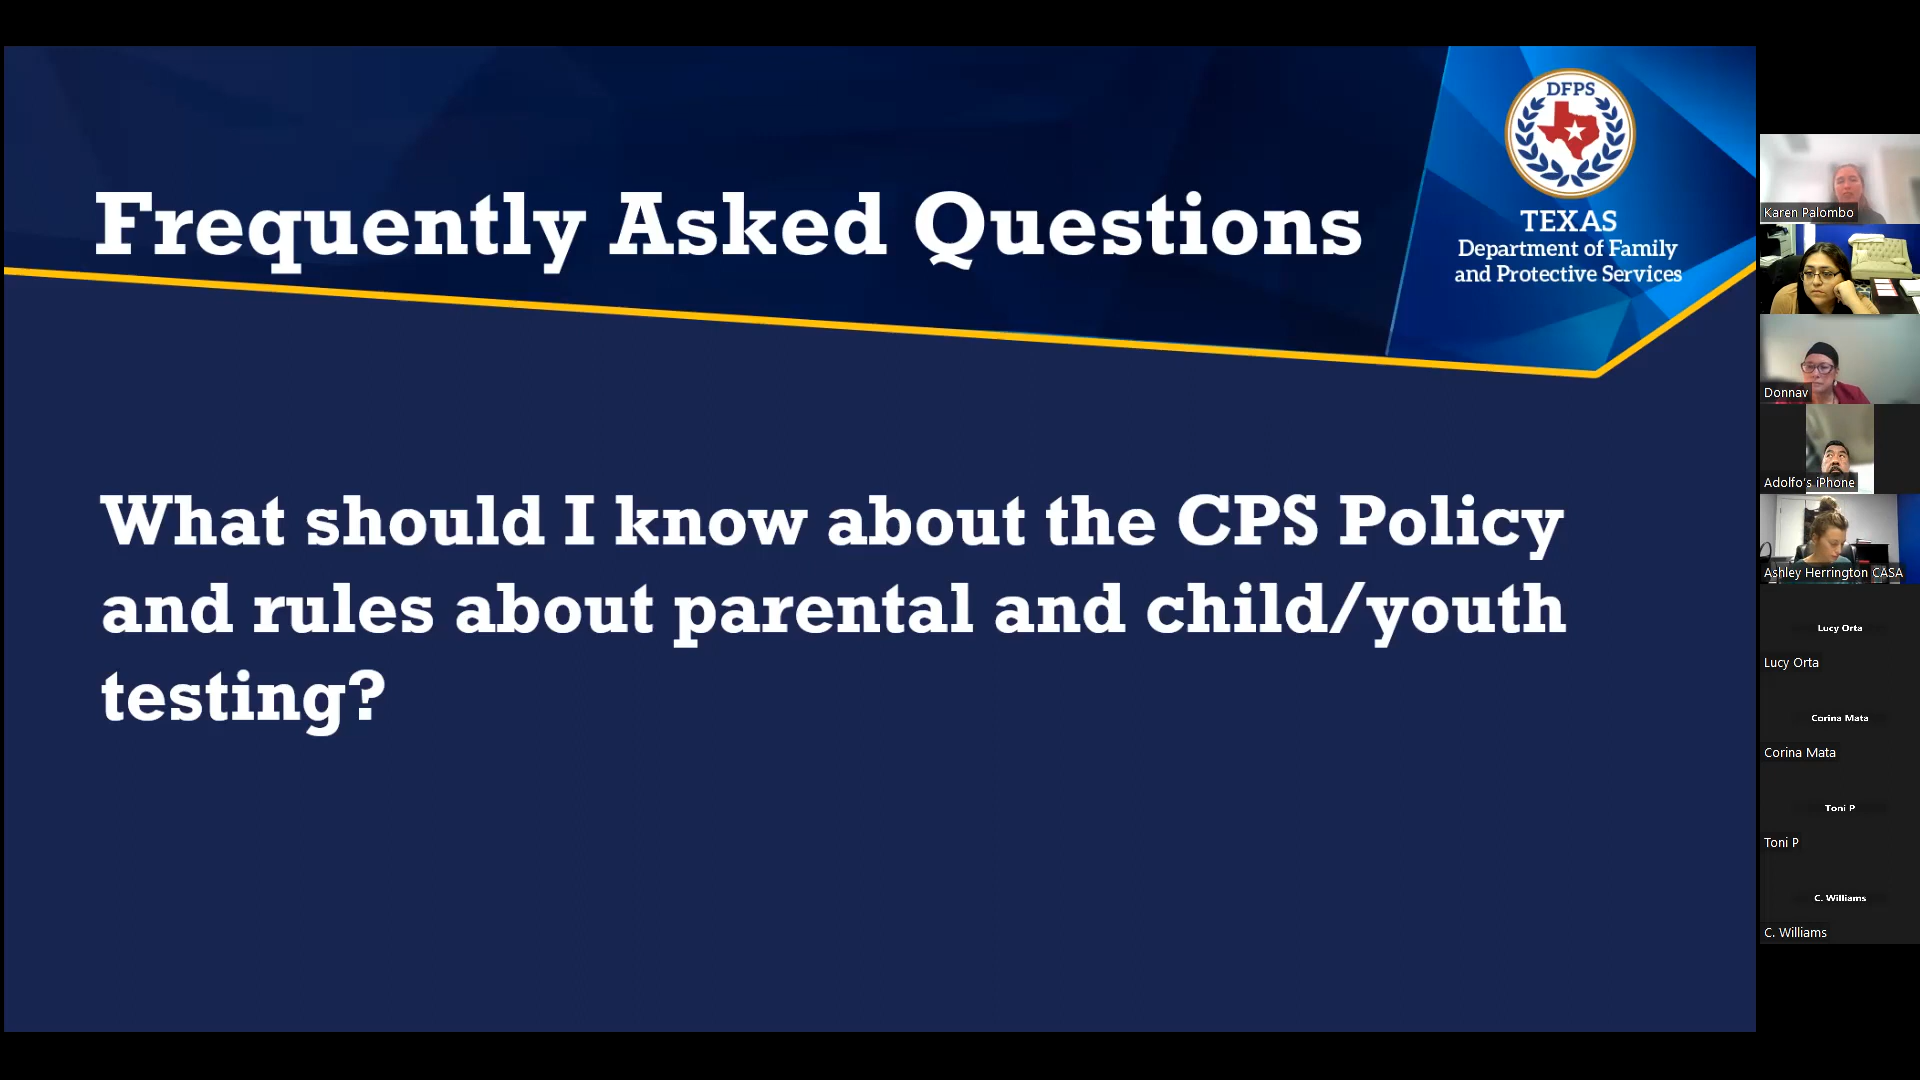 Frequently Asked Questions
DFPS
TEXAS
Department of Family
and Protective Services
What should I know about the CPS Policy
and rules about parental and child/youth
testing?
Karen Palombo
Donnav
Adolfo's iPhone
Ashley Herrington CASA
Lucy Orta
Lucy Orta
Corina Mata
Corina Mata
Toni P
Toni P
C. Williams
C. Williams